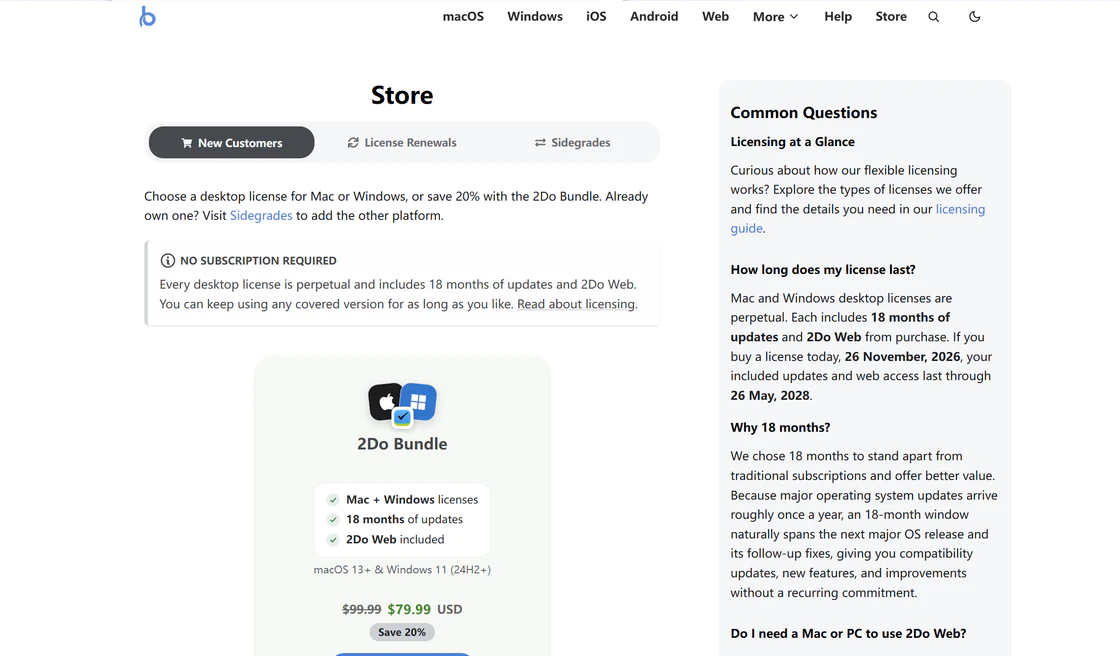 macOS Windows iOS Android Web More Help Store
Store
New Customers License Renewals Sidegrades
Choose a desktop license for Mac or Windows, or save 20% with the 2Do Bundle. Already
own one? Visit Sidegrades to add the other platform.
NO SUBSCRIPTION REQUIRED
Every desktop license is perpetual and includes 18 months of updates and 2Do Web.
You can keep using any covered version for as long as you like. Read about licensing.
2Do Bundle
Mac + Windows licenses
18 months of updates
2Do Web included
macOS 13+ & Windows 11 (24H2+)
$99.99 $79.99 USD
Save 20%
Common Questions
Licensing at a Glance
Curious about how our flexible licensing
works? Explore the types of licenses we offer
and find the details you need in our licensing
guide.
How long does my license last?
Mac and Windows desktop licenses are
perpetual. Each includes 18 months of
updates and 2Do Web from purchase. If you
buy a license today, 26 November, 2026, your
included updates and web access last through
26 May, 2028.
Why 18 months?
We chose 18 months to stand apart from
traditional subscriptions and offer better value.
Because major operating system updates arrive
roughly once a year, an 18-month window
naturally spans the next major OS release and
its follow-up fixes, giving you compatibility
updates, new features, and improvements
without a recurring commitment.
Do I need a Mac or PC to use 2Do Web?